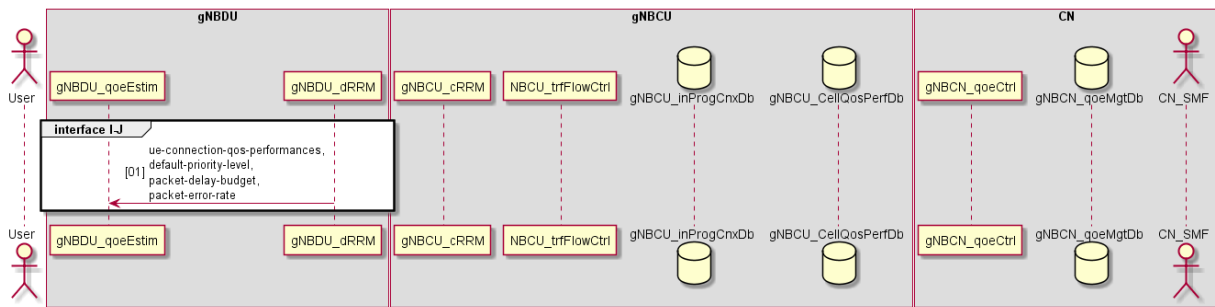 gNBDU
gNBCU
CN
User
gNBDU_qoeEstim
gNBDU_dRRM
gNBCU_cRRM
NBCU_trfFlowCtrl
gNBCU_inProgCnxDb
gNBCU_CellQosPerfDb
gNBCN_qoeCtrl
gNBCN_qoeMgtDb
CN_SMF
interface I-J
[01]
ue-connection-qos-performances,
default-priority-level,
packet-delay-budget,
packet-error-rate
User
gNBDU_qoeEstim
gNBDU_dRRM
gNBCU_cRRM
NBCU_trfFlowCtrl
gNBCU_inProgCnxDb
gNBCU_CellQosPerfDb
gNBCN_qoeCtrl
gNBCN_qoeMgtDb
CN_SMF